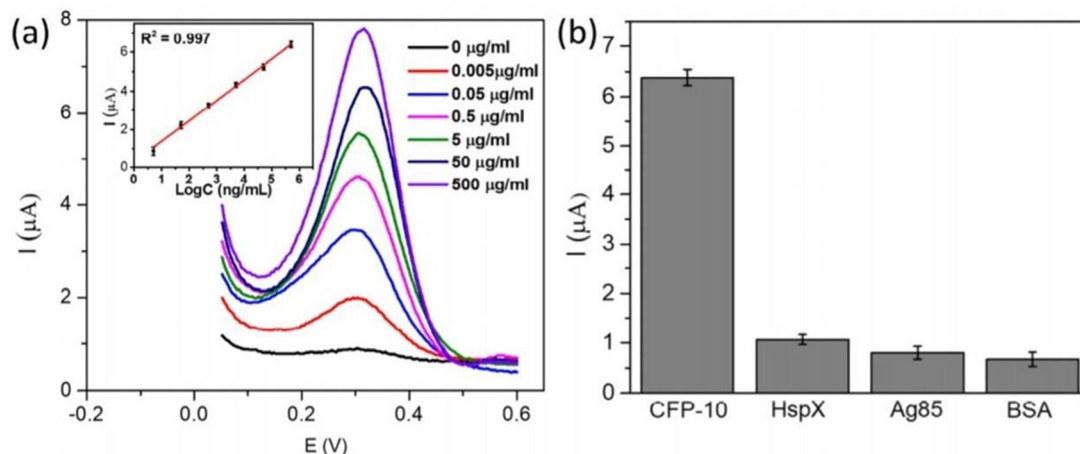 (a)
8
6
4
2
0
I (μA)
-0.2
0.0
0.2
0.4
0.6
E (V)
R² = 0.997
6
4
2
0
I (μA)
0
1
2
3
4
5
6
LogC (ng/mL)
0 μg/ml
0.005μg/ml
0.05 μg/ml
0.5 μg/ml
5 μg/ml
50 μg/ml
500 μg/ml
(b)
7
6
5
4
3
2
1
0
I (μA)
CFP-10
HspX
Ag85
BSA